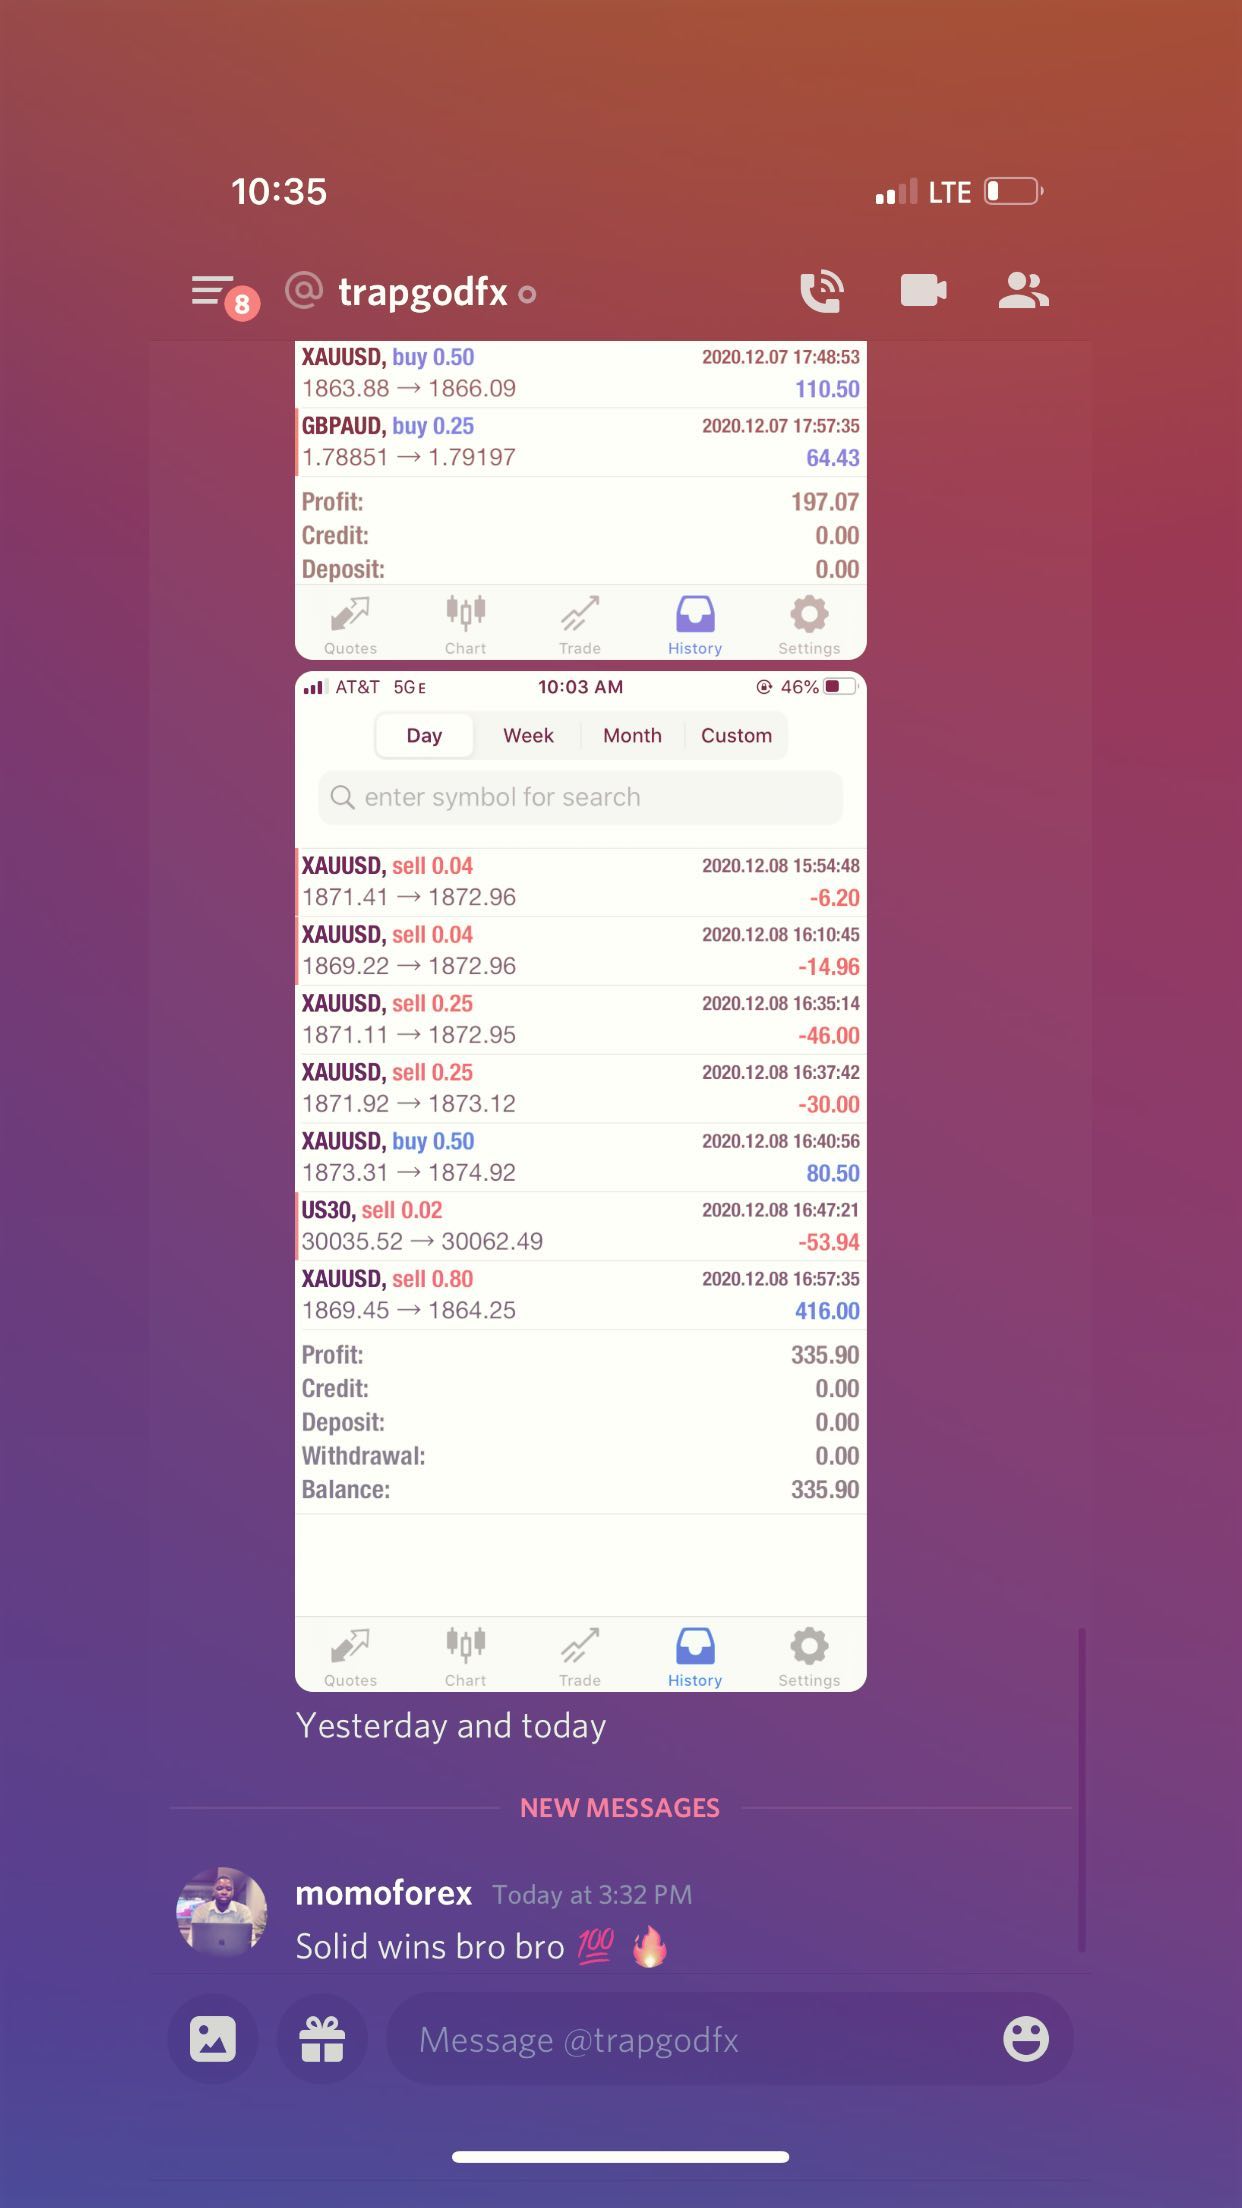 10:35 LTE
8 @ trapgodfx
XAUUSD, buy 0.50 2020.12.07 17:48:53
1863.88 → 1866.09 110.50
GBPAUD, buy 0.25 2020.12.07 17:57:35
1.78851 → 1.79197 64.43
Profit: 197.07
Credit: 0.00
Deposit: 0.00
Quotes Chart Trade History Settings
AT&T 5GE 10:03 AM 46%
Day Week Month Custom
enter symbol for search
XAUUSD, sell 0.04 2020.12.08 15:54:48
1871.41 → 1872.96 -6.20
XAUUSD, sell 0.04 2020.12.08 16:10:45
1869.22 → 1872.96 -14.96
XAUUSD, sell 0.25 2020.12.08 16:35:14
1871.11 → 1872.95 -46.00
XAUUSD, sell 0.25 2020.12.08 16:37:42
1871.92 → 1873.12 -30.00
XAUUSD, buy 0.50 2020.12.08 16:40:56
1873.31 → 1874.92 80.50
US30, sell 0.02 2020.12.08 16:47:21
30035.52 → 30062.49 -53.94
XAUUSD, sell 0.80 2020.12.08 16:57:35
1869.45 → 1864.25 416.00
Profit: 335.90
Credit: 0.00
Deposit: 0.00
Withdrawal: 0.00
Balance: 335.90
Quotes Chart Trade History Settings
Yesterday and today
NEW MESSAGES
momoforex Today at 3:32 PM
Solid wins bro bro 💯 🔥
Message @trapgodfx